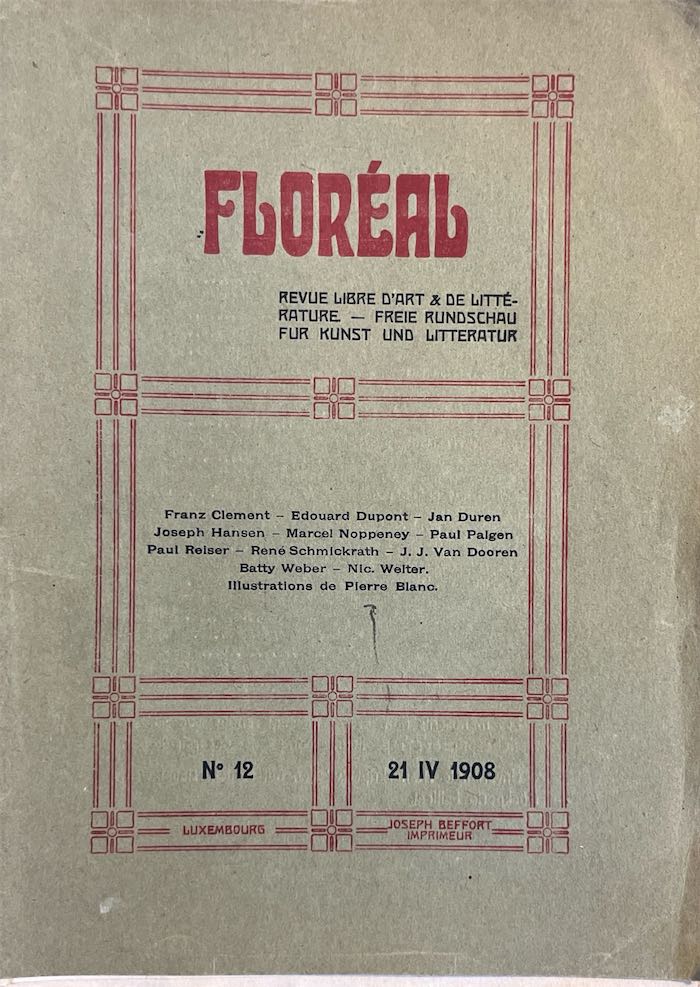 FLORÉAL
REVUE LIBRE D'ART & DE LITTÉ-
RATURE — FREIE RUNDSCHAU
FUR KUNST UND LITTERATUR
Franz Clement – Edouard Dupont – Jan Duren
Joseph Hansen – Marcel Noppeney – Paul Palgen
Paul Reiser – René Schmickrath – J. J. Van Dooren
Batty Weber – Nic. Welter.
Illustrations de Pierre Blanc.
N° 12
21 IV 1908
LUXEMBOURG
JOSEPH BEFFORT
IMPRIMEUR